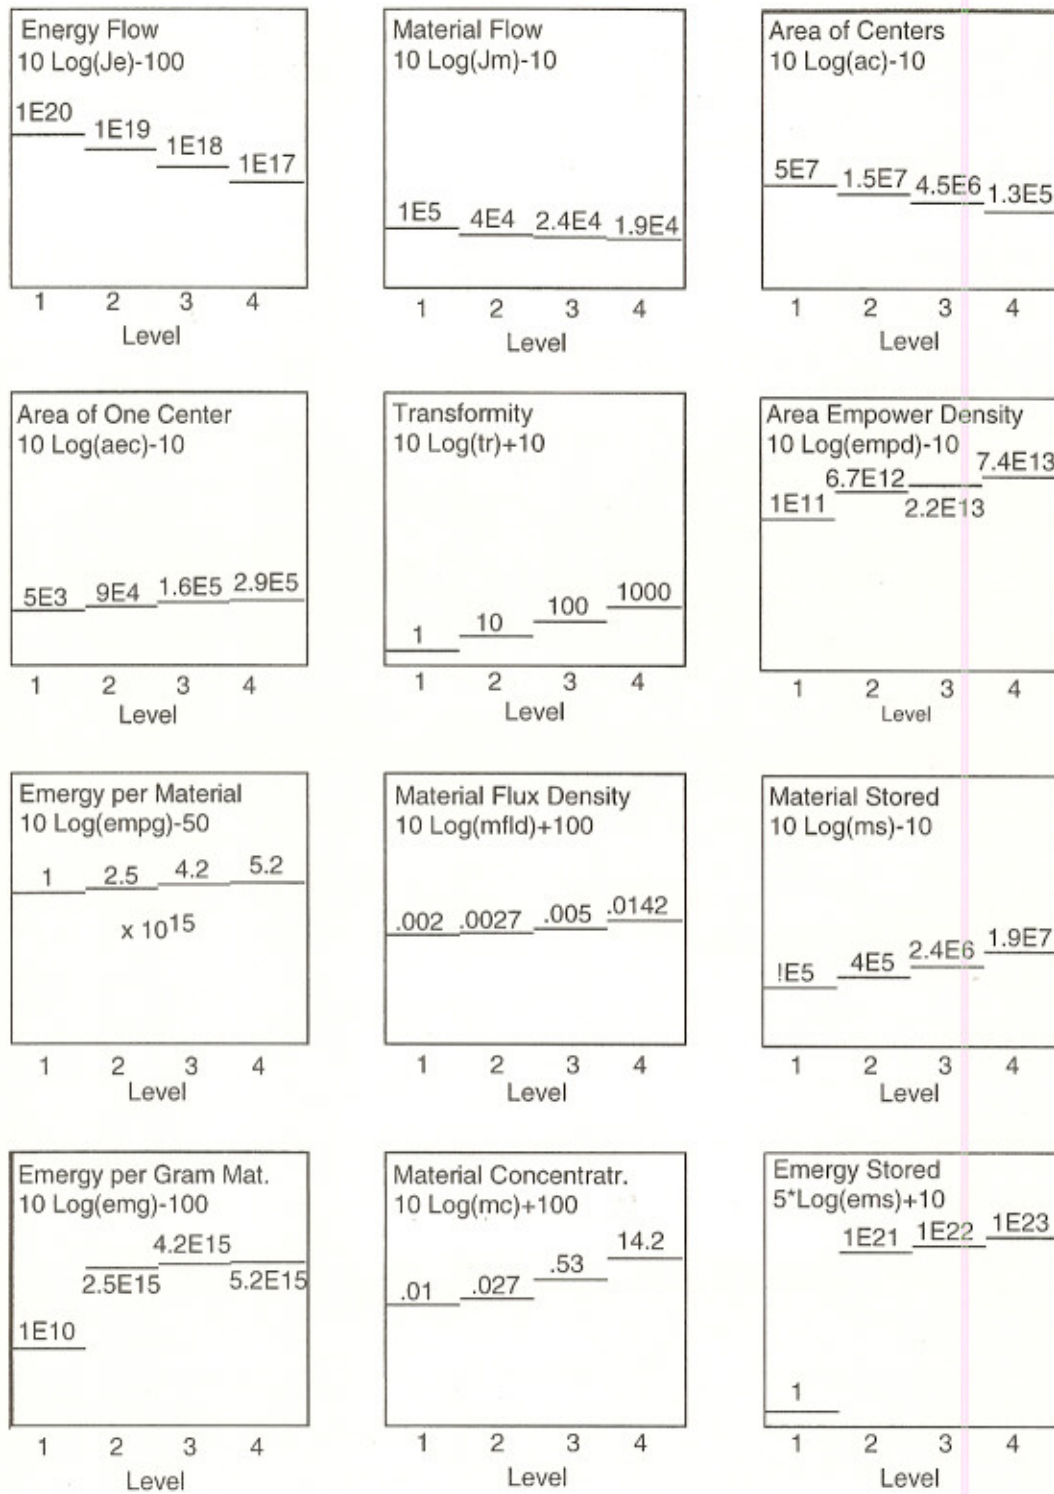 Energy Flow
10 Log(Je)-100
1E20
1E19
1E18
1E17
1 2 3 4
Level
Material Flow
10 Log(Jm)-10
1E5
4E4
2.4E4
1.9E4
1 2 3 4
Level
Area of Centers
10 Log(ac)-10
5E7
1.5E7
4.5E6
1.3E5
1 2 3 4
Level
Area of One Center
10 Log(aec)-10
5E3
9E4
1.6E5
2.9E5
1 2 3 4
Level
Transformity
10 Log(tr)+10
1
10
100
1000
1 2 3 4
Level
Area Empower Density
10 Log(empd)-10
1E11
6.7E12
2.2E13
7.4E13
1 2 3 4
Level
Emergy per Material
10 Log(empg)-50
1
2.5
4.2
5.2
x 10^15
1 2 3 4
Level
Material Flux Density
10 Log(mfld)+100
.002
.0027
.005
.0142
1 2 3 4
Level
Material Stored
10 Log(ms)-10
!E5
4E5
2.4E6
1.9E7
1 2 3 4
Level
Emergy per Gram Mat.
10 Log(emg)-100
1E10
2.5E15
4.2E15
5.2E15
1 2 3 4
Level
Material Concentratr.
10 Log(mc)+100
.01
.027
.53
14.2
1 2 3 4
Level
Emergy Stored
5*Log(ems)+10
1
1E21
1E22
1E23
1 2 3 4
Level